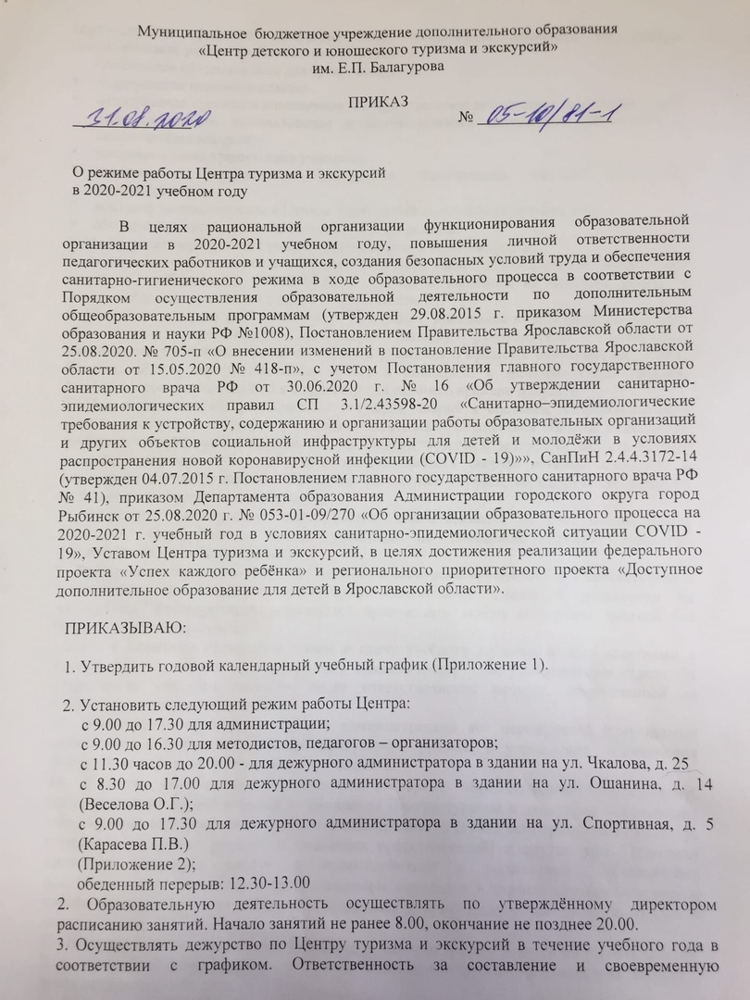 Муниципальное бюджетное учреждение дополнительного образования
«Центр детского и юношеского туризма и экскурсий»
им. Е.П. Балагурова
ПРИКАЗ
31.08.2020 № 05-10/81-1
О режиме работы Центра туризма и экскурсий
в 2020-2021 учебном году
В целях рациональной организации функционирования образовательной
организации в 2020-2021 учебном году, повышения личной ответственности
педагогических работников и учащихся, создания безопасных условий труда и обеспечения
санитарно-гигиенического режима в ходе образовательного процесса в соответствии с
Порядком осуществления образовательной деятельности по дополнительным
общеобразовательным программам (утвержден 29.08.2015 г. приказом Министерства
образования и науки РФ №1008), Постановлением Правительства Ярославской области от
25.08.2020. № 705-п «О внесении изменений в постановление Правительства Ярославской
области от 15.05.2020 № 418-п», с учетом Постановления главного государственного
санитарного врача РФ от 30.06.2020 г. № 16 «Об утверждении санитарно-
эпидемиологических правил СП 3.1/2.43598-20 «Санитарно–эпидемиологические
требования к устройству, содержанию и организации работы образовательных организаций
и других объектов социальной инфраструктуры для детей и молодёжи в условиях
распространения новой коронавирусной инфекции (COVID - 19)»», СанПиН 2.4.4.3172-14
(утвержден 04.07.2015 г. Постановлением главного государственного санитарного врача РФ
№ 41), приказом Департамента образования Администрации городского округа город
Рыбинск от 25.08.2020 г. № 053-01-09/270 «Об организации образовательного процесса на
2020-2021 г. учебный год в условиях санитарно-эпидемиологической ситуации COVID -
19», Уставом Центра туризма и экскурсий, в целях достижения реализации федерального
проекта «Успех каждого ребёнка» и регионального приоритетного проекта «Доступное
дополнительное образование для детей в Ярославской области».
ПРИКАЗЫВАЮ:
1. Утвердить годовой календарный учебный график (Приложение 1).
2. Установить следующий режим работы Центра:
с 9.00 до 17.30 для администрации;
с 9.00 до 16.30 для методистов, педагогов – организаторов;
с 11.30 часов до 20.00 - для дежурного администратора в здании на ул. Чкалова, д. 25
с 8.30 до 17.00 для дежурного администратора в здании на ул. Ошанина, д. 14
(Веселова О.Г.);
с 9.00 до 17.30 для дежурного администратора в здании на ул. Спортивная, д. 5
(Карасева П.В.)
(Приложение 2);
обеденный перерыв: 12.30-13.00
2. Образовательную деятельность осуществлять по утверждённому директором
расписанию занятий. Начало занятий не ранее 8.00, окончание не позднее 20.00.
3. Осуществлять дежурство по Центру туризма и экскурсий в течение учебного года в
соответствии с графиком. Ответственность за составление и своевременную